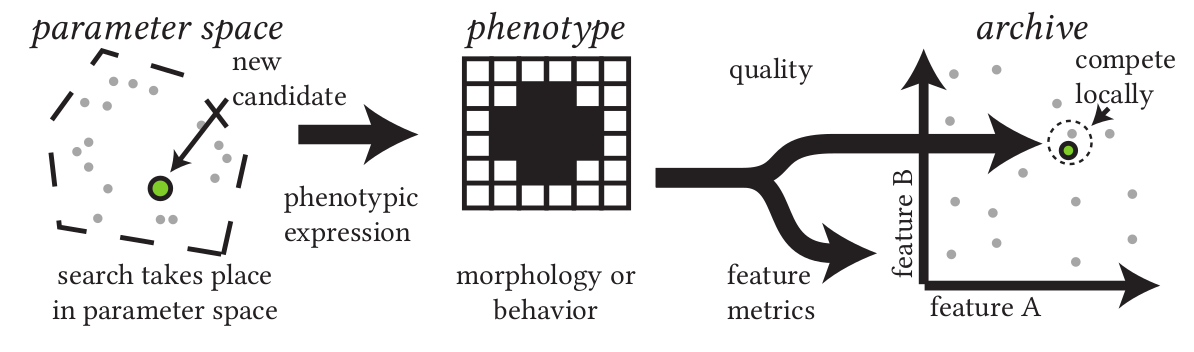 parameter space
new
candidate
search takes place
in parameter space
phenotypic
expression
phenotype
morphology or
behavior
quality
feature
metrics
archive
compete
locally
feature B
feature A